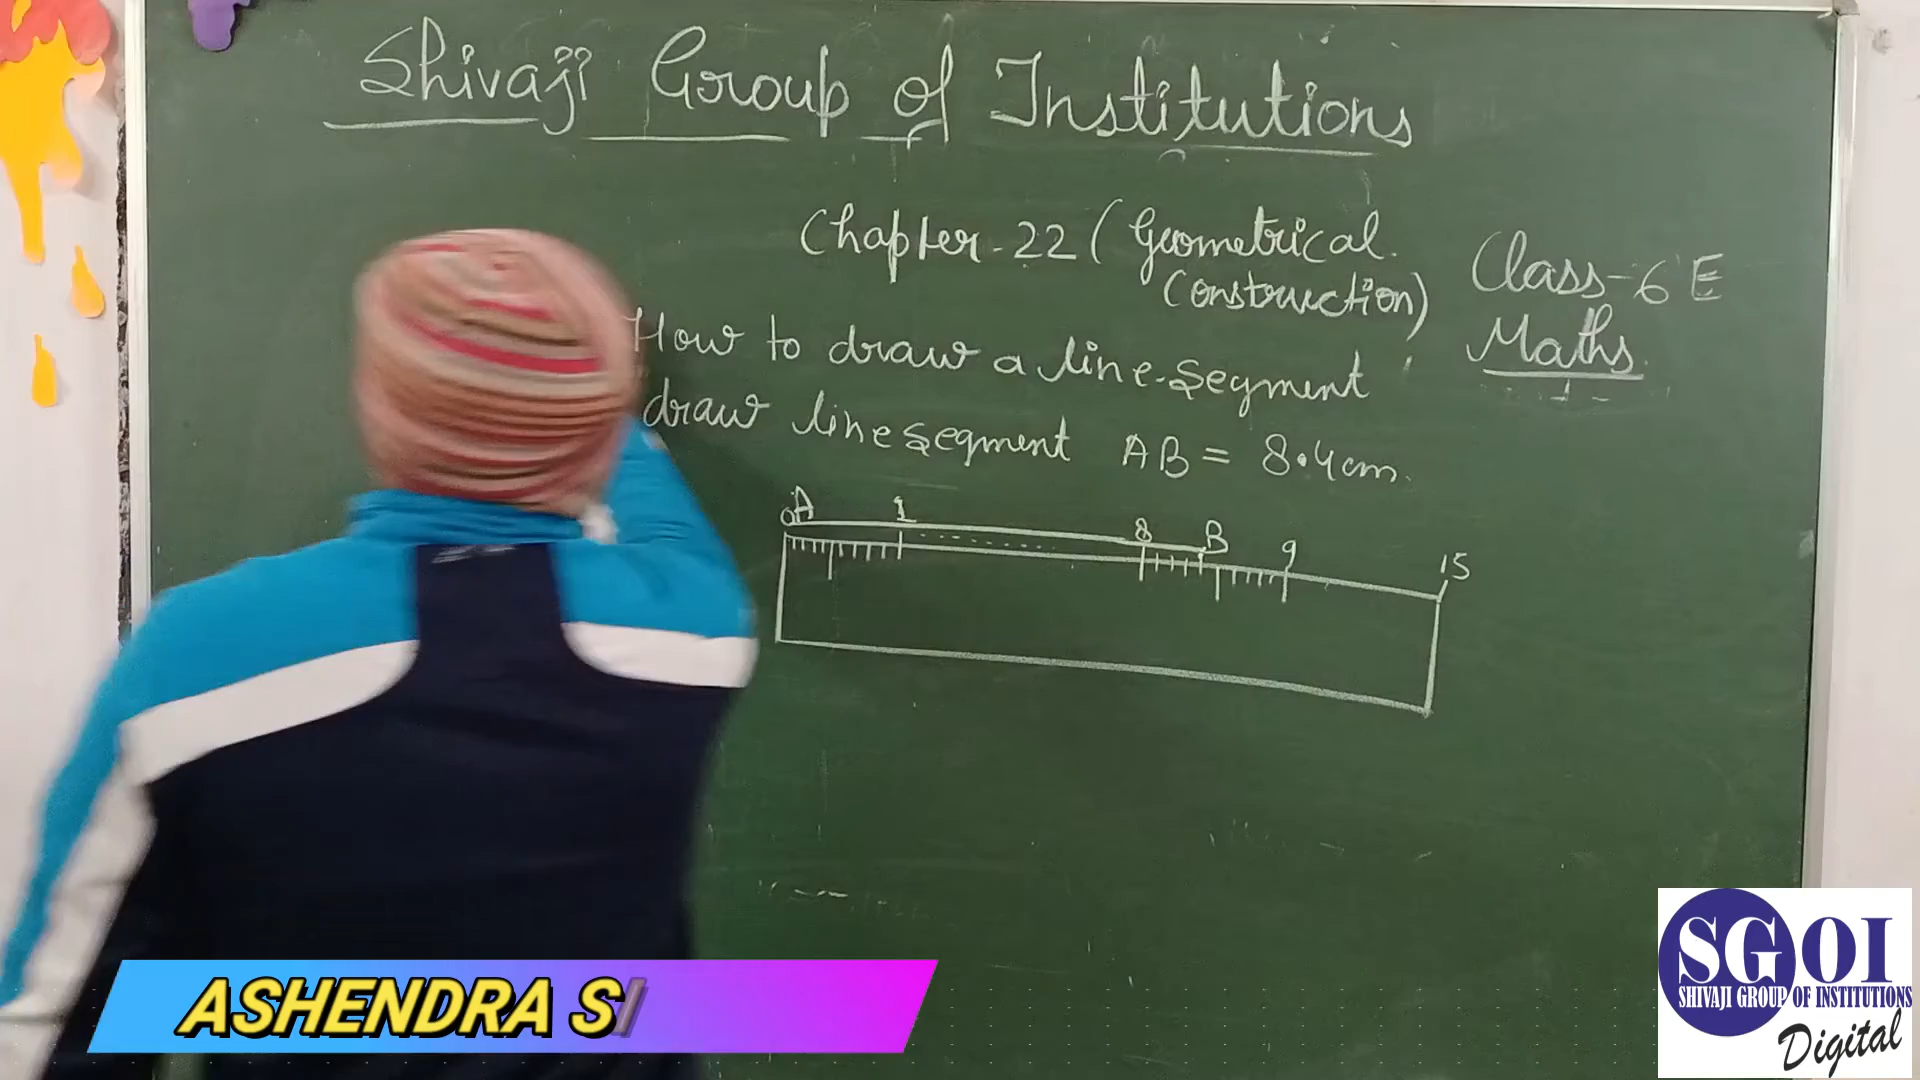 Shivaji Group of Institutions
Chapter-22 (Geometrical
Construction)
Class-6 E
Maths
How to draw a line-segment
draw line segment AB = 8.4cm.
0 A 1 8 B 9 15
ASHENDRA S
SGOI
SHIVAJI GROUP OF INSTITUTIONS
Digital